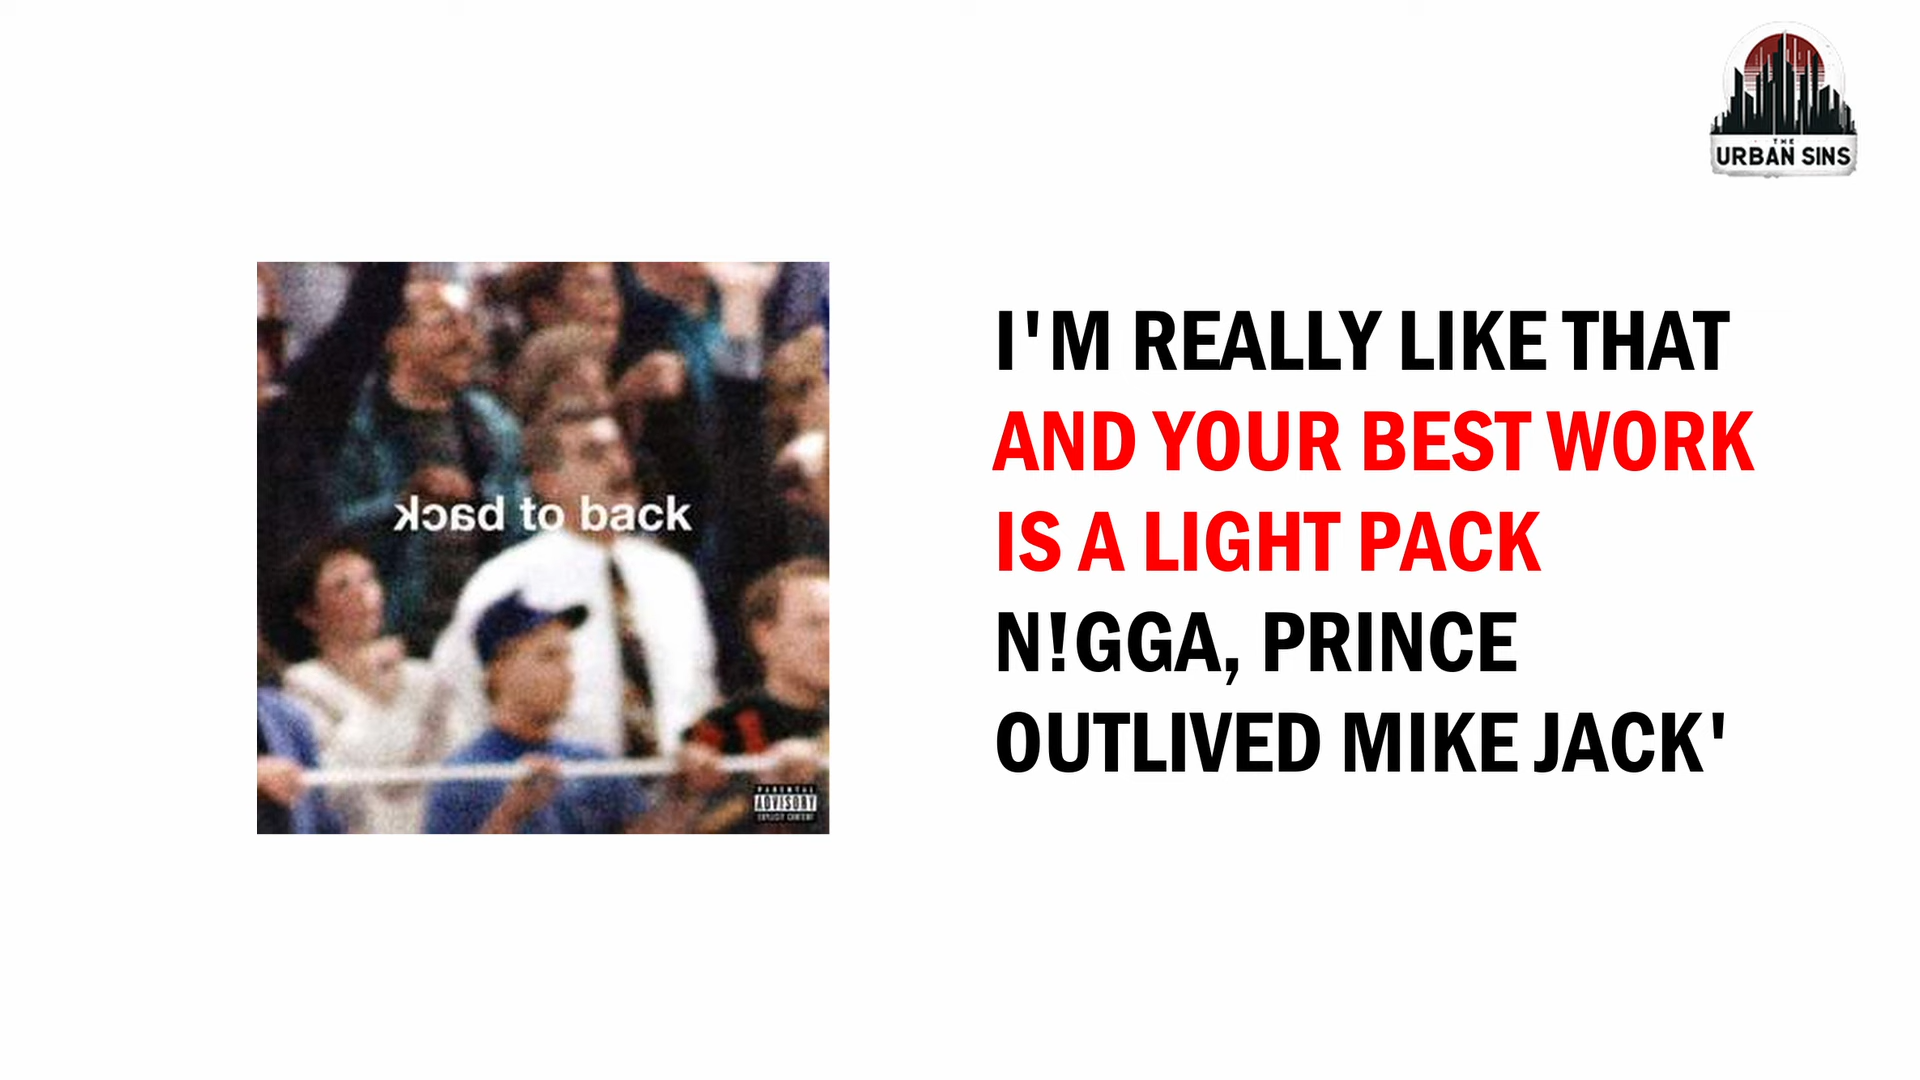 THE
URBAN SINS
back to back
PARENTAL
ADVISORY
EXPLICIT CONTENT
I'M REALLY LIKE THAT
AND YOUR BEST WORK
IS A LIGHT PACK
N!GGA, PRINCE
OUTLIVED MIKE JACK'